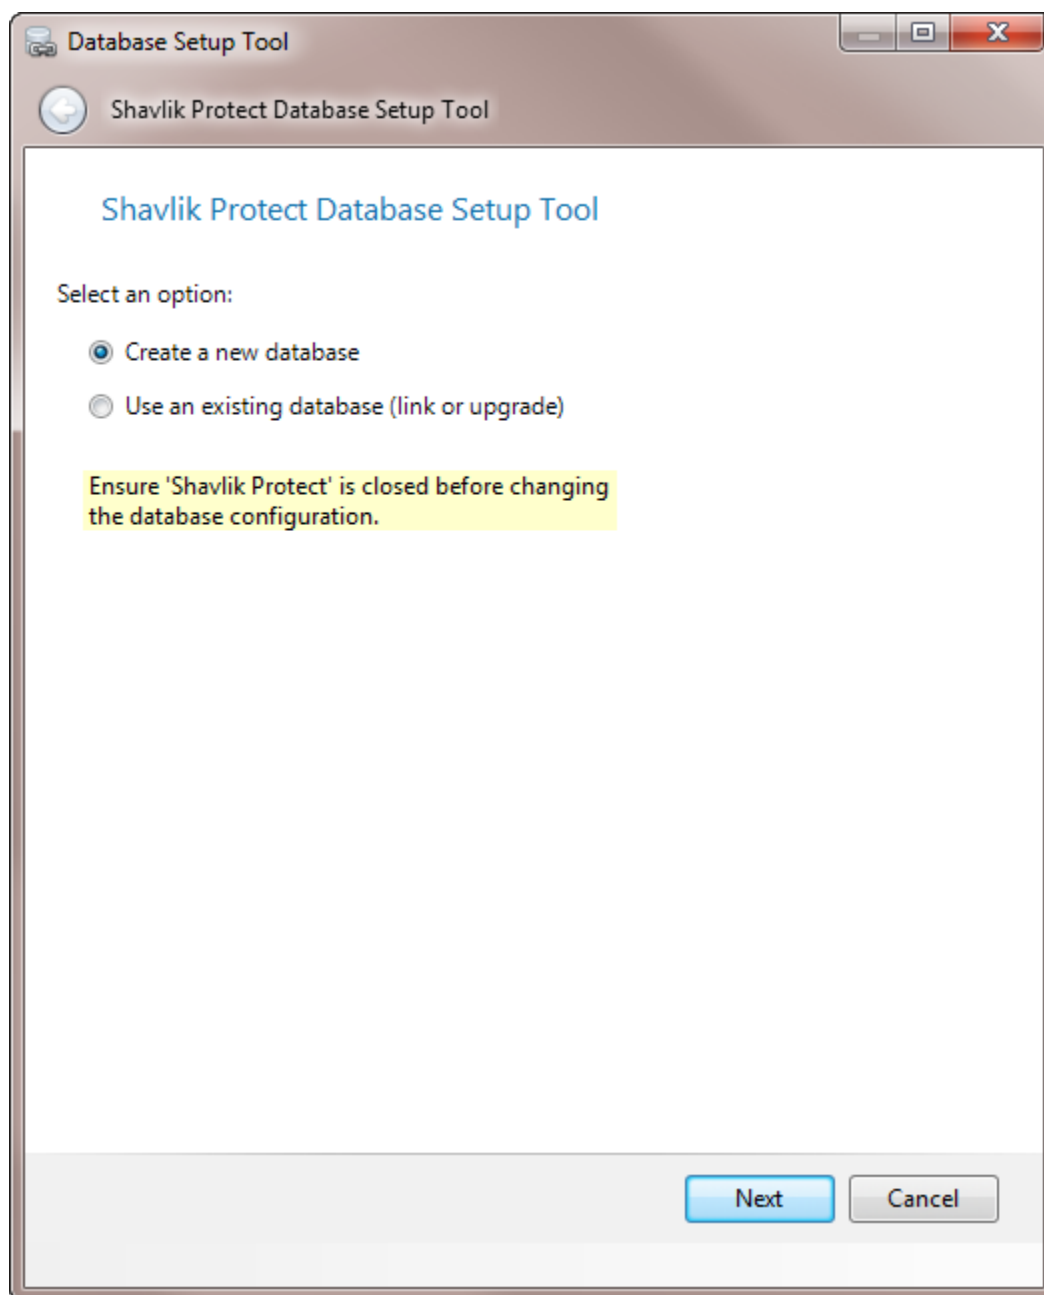 Database Setup Tool
Shavlik Protect Database Setup Tool
Shavlik Protect Database Setup Tool
Select an option:
Create a new database
Use an existing database (link or upgrade)
Ensure 'Shavlik Protect' is closed before changing
the database configuration.
Next Cancel